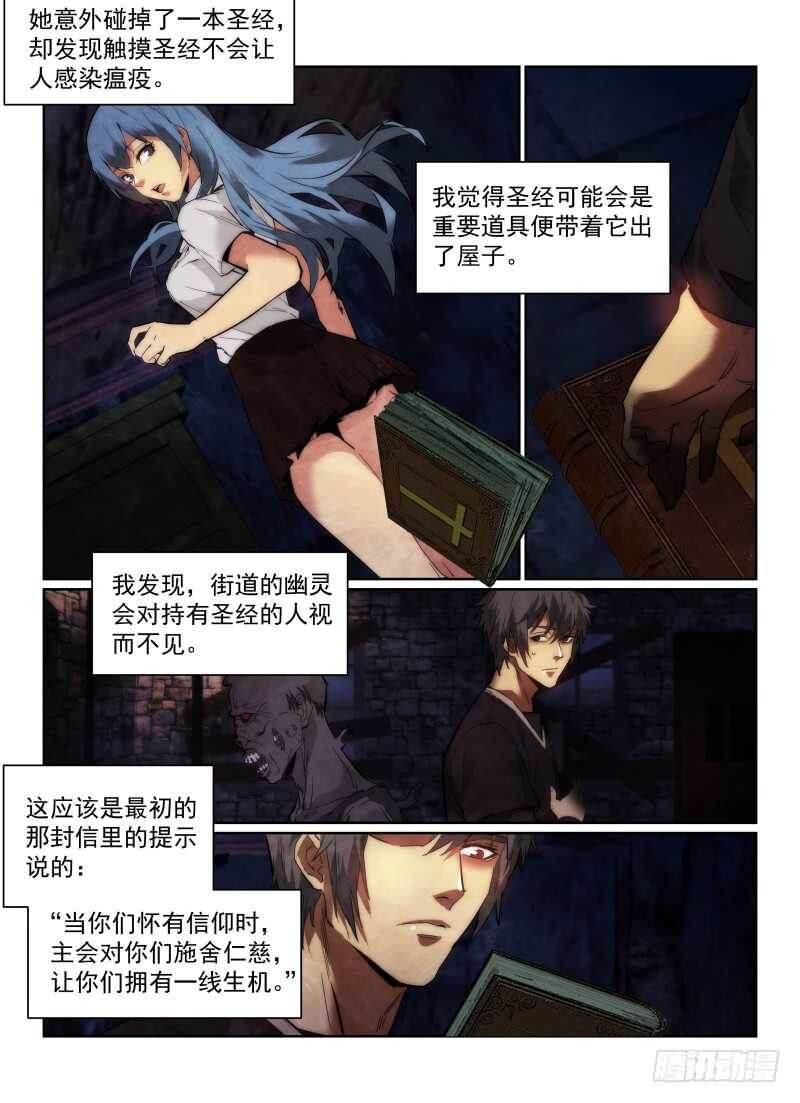 她意外碰掉了一本圣经，
却发现触摸圣经不会让
人感染瘟疫。
我觉得圣经可能会是
重要道具便带着它出
了屋子。
我发现，街道的幽灵
会对持有圣经的人视
而不见。
这应该是最初的
那封信里的提示
说的：
“当你们怀有信仰时，
主会对你们施舍仁慈，
让你们拥有一线生机。”
腾讯动漫